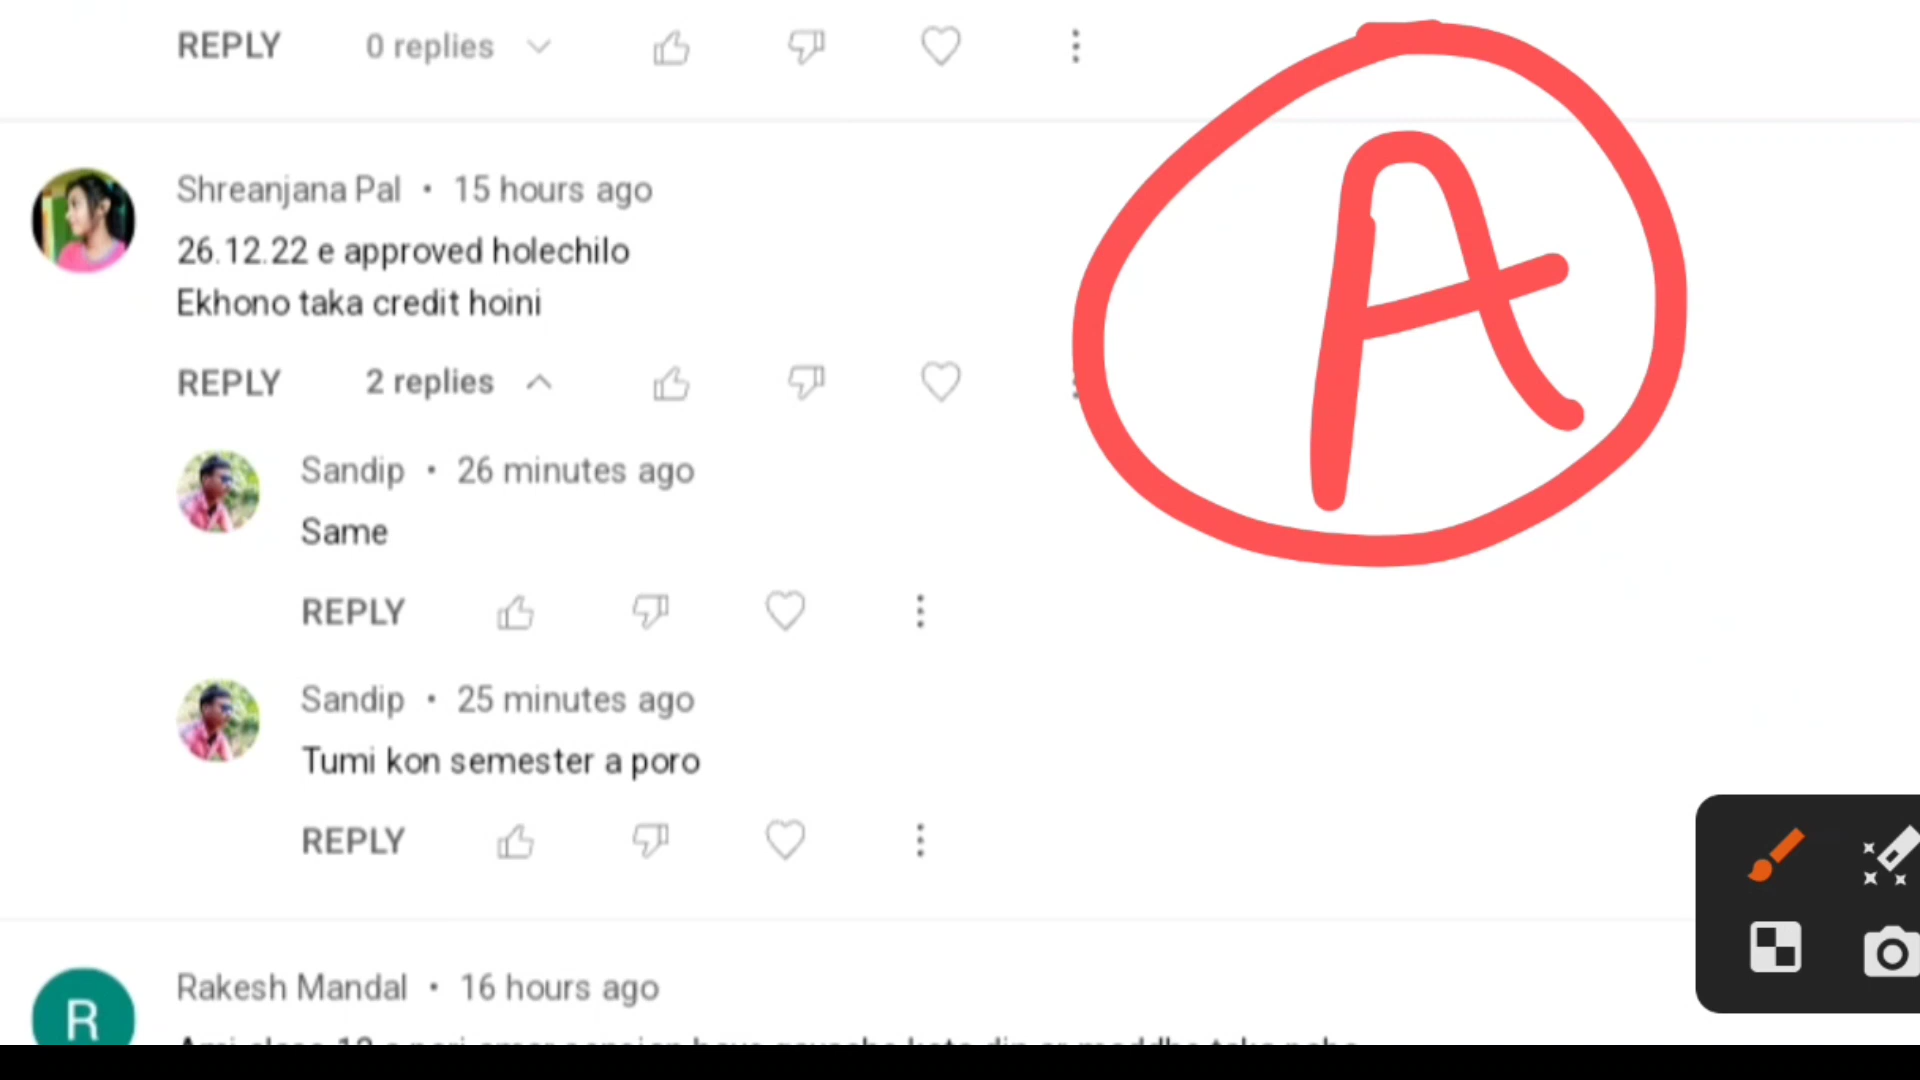 REPLY 0 replies
Shreanjana Pal • 15 hours ago
26.12.22 e approved holechilo
Ekhono taka credit hoini
REPLY 2 replies
A
Sandip • 26 minutes ago
Same
REPLY
Sandip • 25 minutes ago
Tumi kon semester a poro
REPLY
R
Rakesh Mandal • 16 hours ago